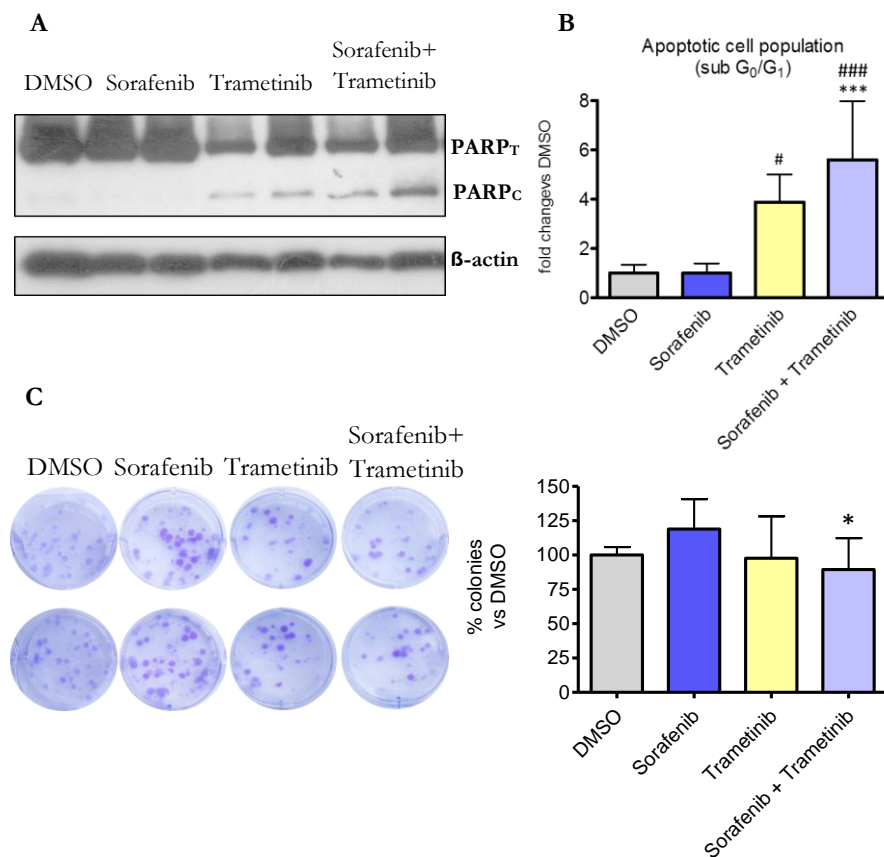 A
DMSO Sorafenib Trametinib Sorafenib+
Trametinib
PARPT
PARPC
ß-actin
B
Apoptotic cell population
(sub G0/G1)
fold changevs DMSO
8
6
4
2
0
#
###
***
DMSO
Sorafenib
Trametinib
Sorafenib + Trametinib
C
DMSO Sorafenib Trametinib Sorafenib+
Trametinib
% colonies
vs DMSO
150
125
100
75
50
25
0
*
DMSO
Sorafenib
Trametinib
Sorafenib + Trametinib